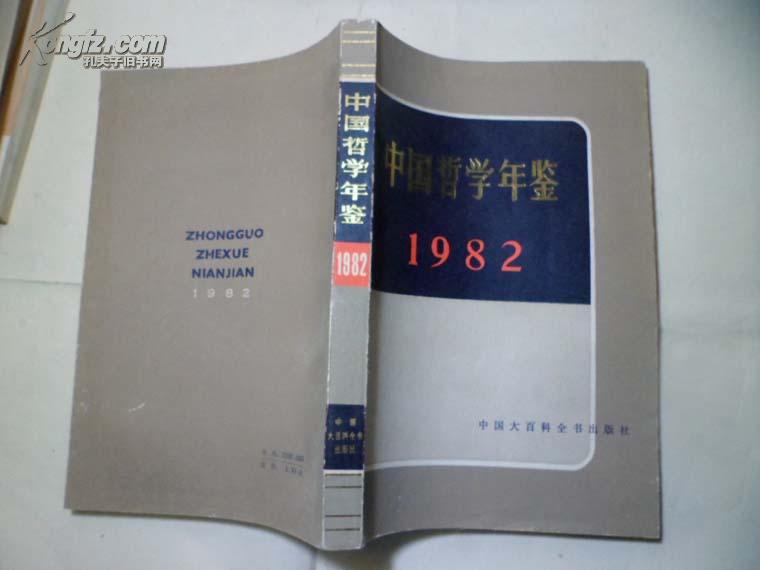 Kongfz.com
孔夫子旧书网
ZHONGGUO
ZHEXUE
NIANJIAN
1982
中国哲学年鉴
1982
中国
大百科全书
出版社
中国哲学年鉴
1982
中国大百科全书出版社